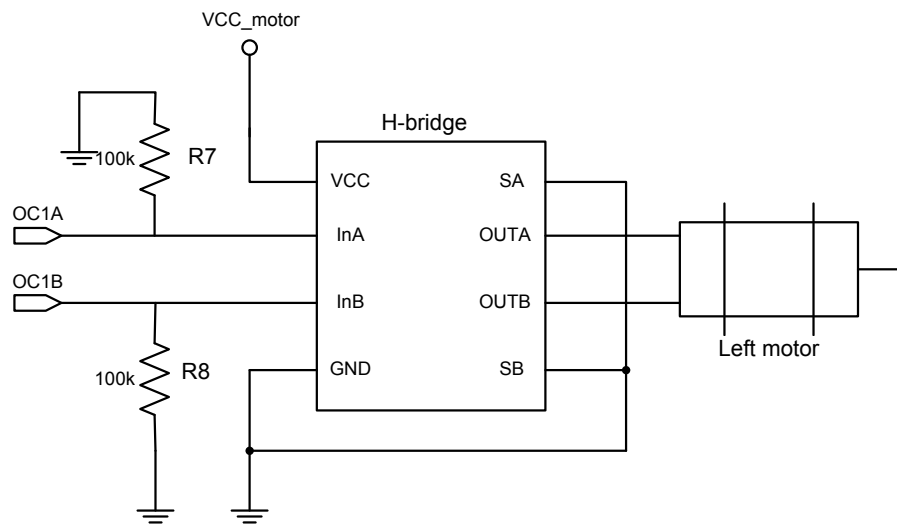 VCC_motor
H-bridge
100k
R7
VCC
SA
OC1A
InA
OUTA
OC1B
InB
OUTB
Left motor
100k
R8
GND
SB